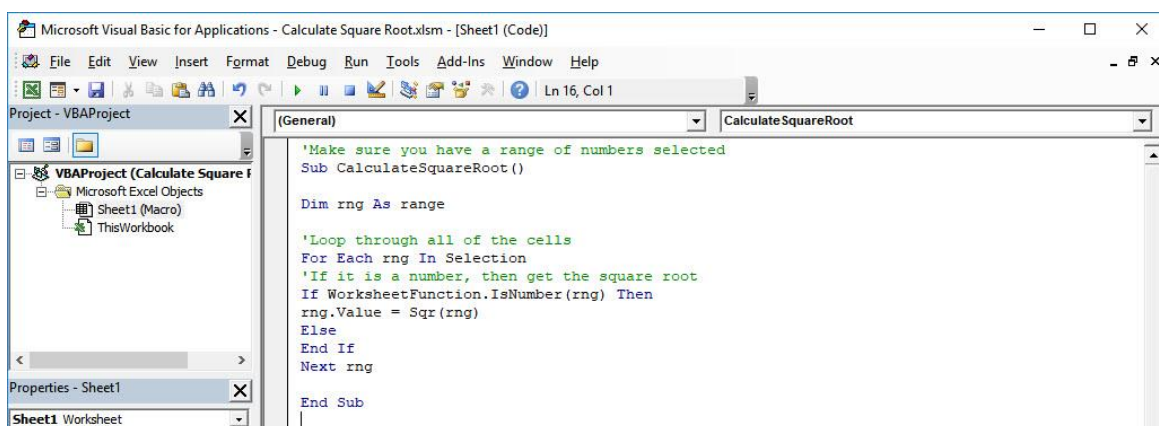 Microsoft Visual Basic for Applications - Calculate Square Root.xlsm - [Sheet1 (Code)]
File Edit View Insert Format Debug Run Tools Add-Ins Window Help
Ln 16, Col 1
Project - VBAProject
(General)
CalculateSquareRoot
VBAProject (Calculate Square
Microsoft Excel Objects
Sheet1 (Macro)
ThisWorkbook
Properties - Sheet1
Sheet1 Worksheet
'Make sure you have a range of numbers selected
Sub CalculateSquareRoot()
Dim rng As range
'Loop through all of the cells
For Each rng In Selection
'If it is a number, then get the square root
If WorksheetFunction.IsNumber(rng) Then
rng.Value = Sqr(rng)
Else
End If
Next rng
End Sub